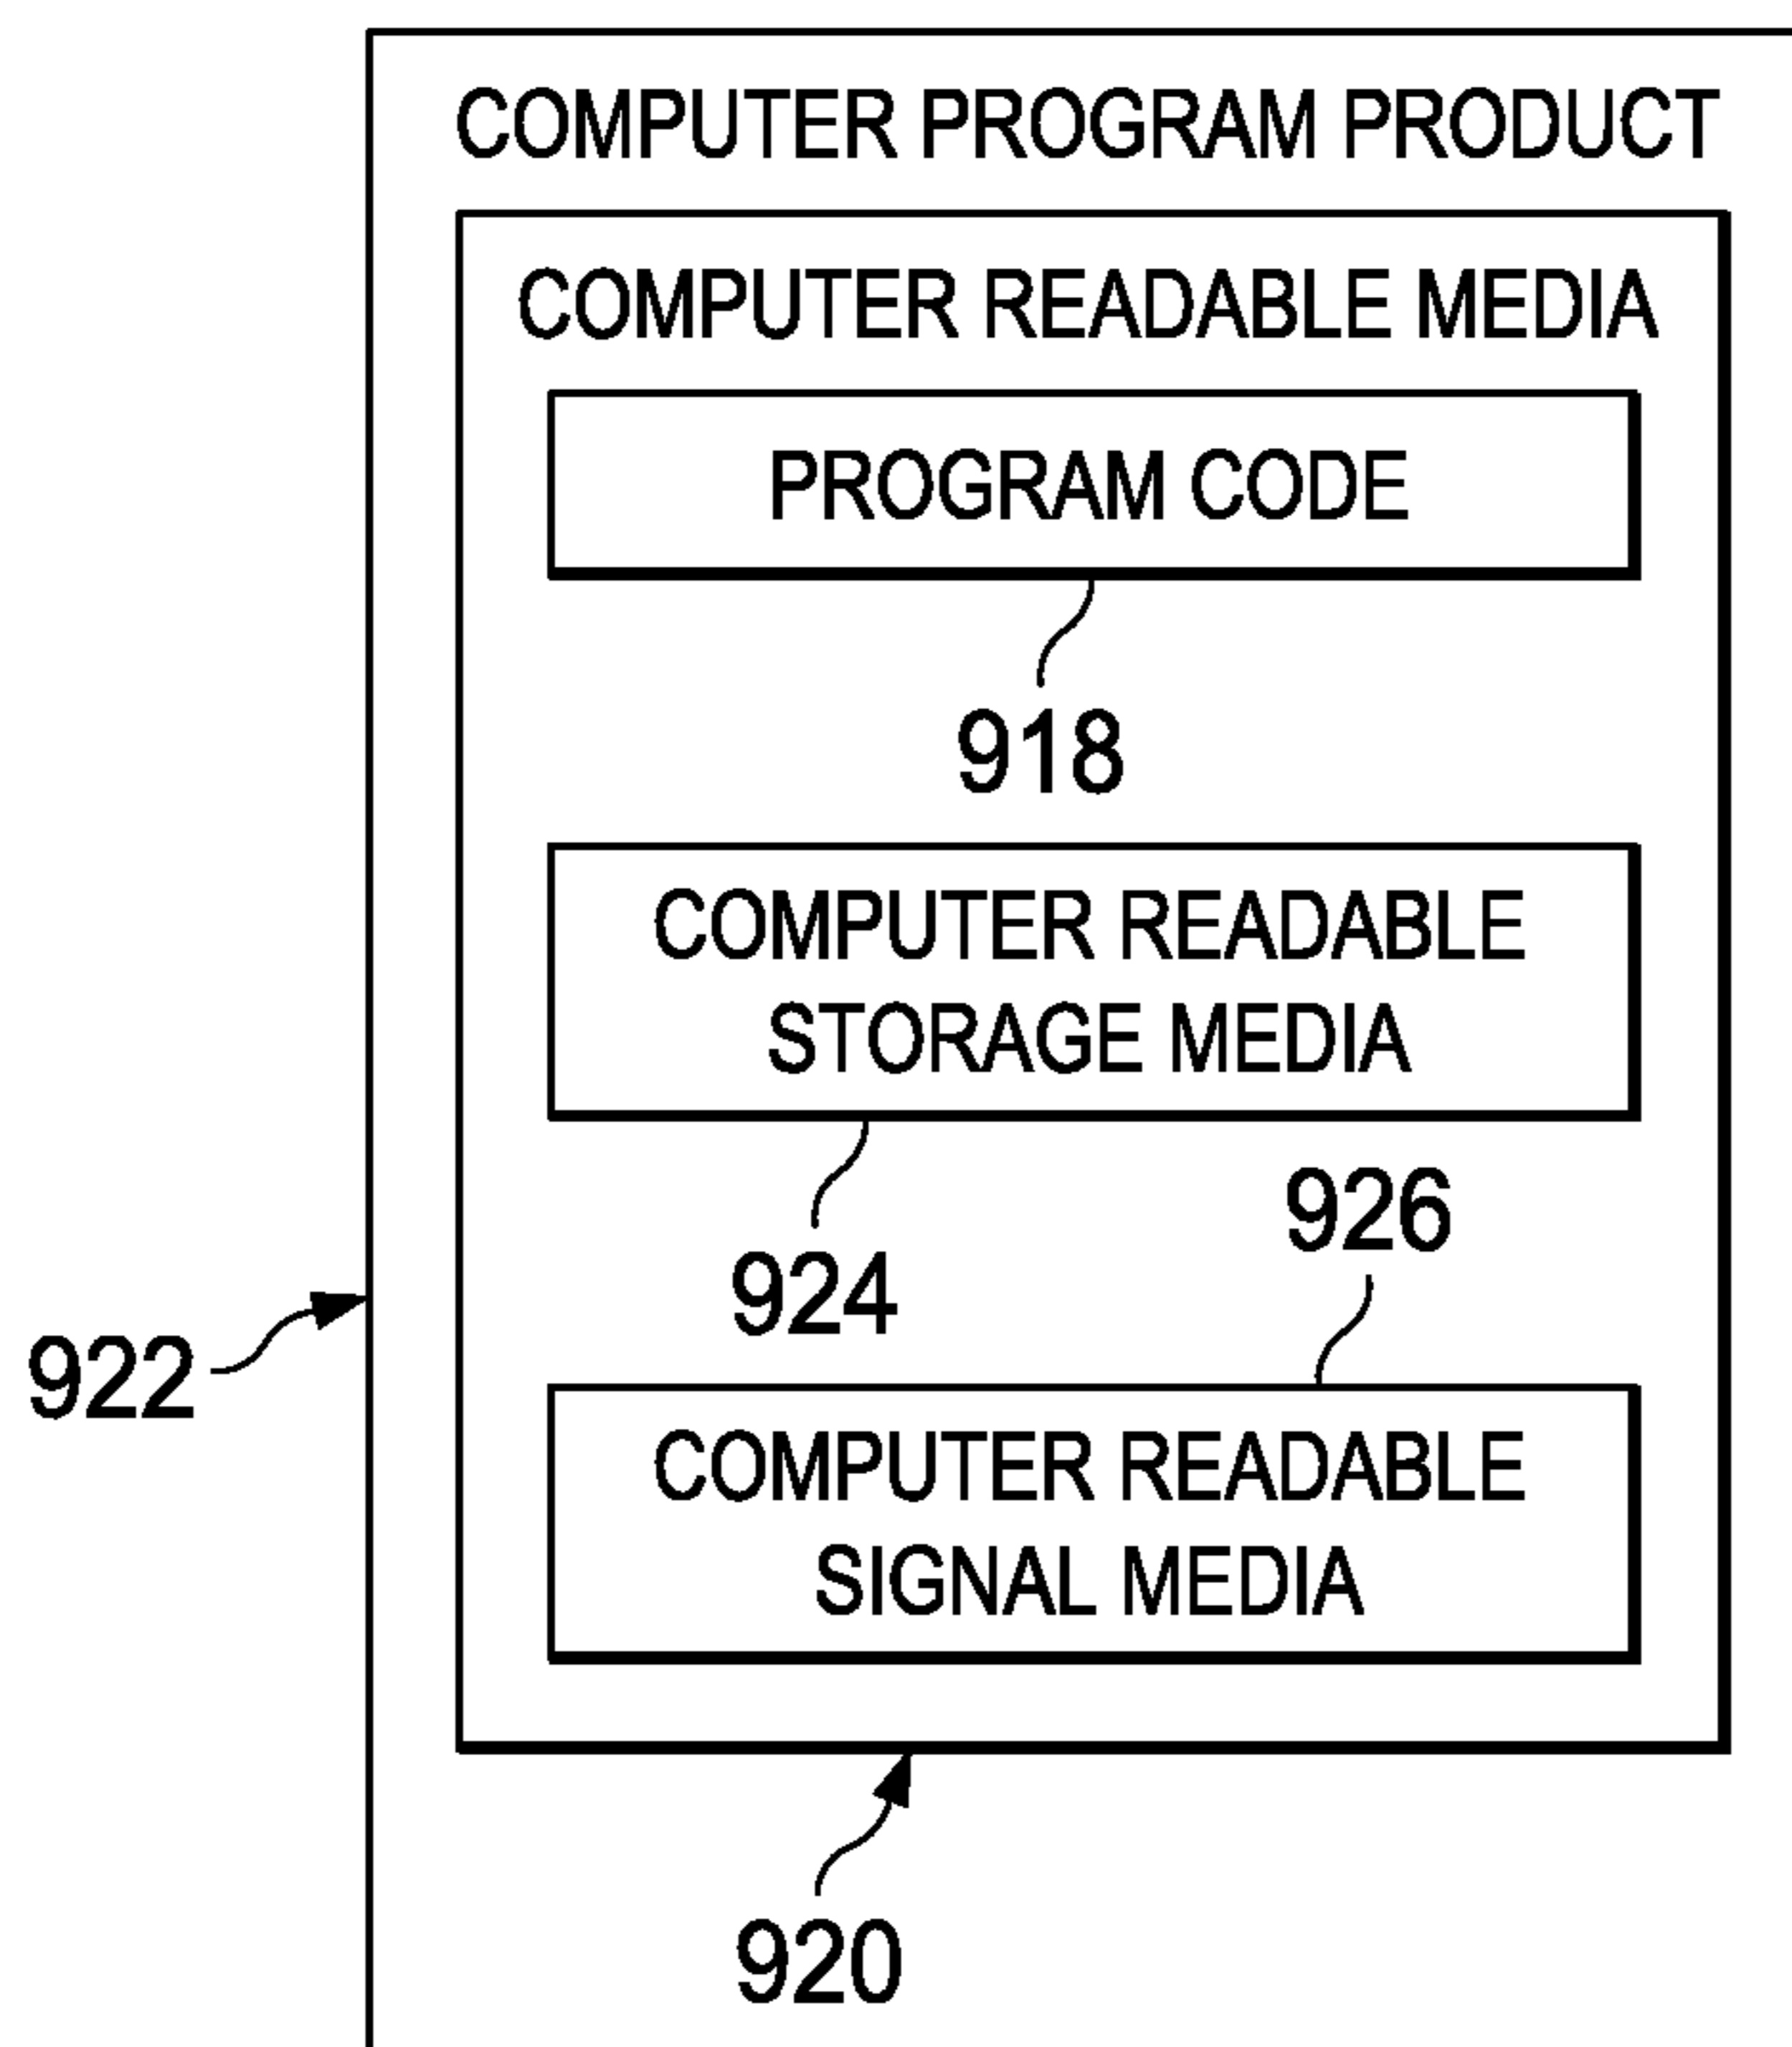 COMPUTER PROGRAM PRODUCT
COMPUTER READABLE MEDIA
PROGRAM CODE
918
COMPUTER READABLE
STORAGE MEDIA
924
926
922
COMPUTER READABLE
SIGNAL MEDIA
920